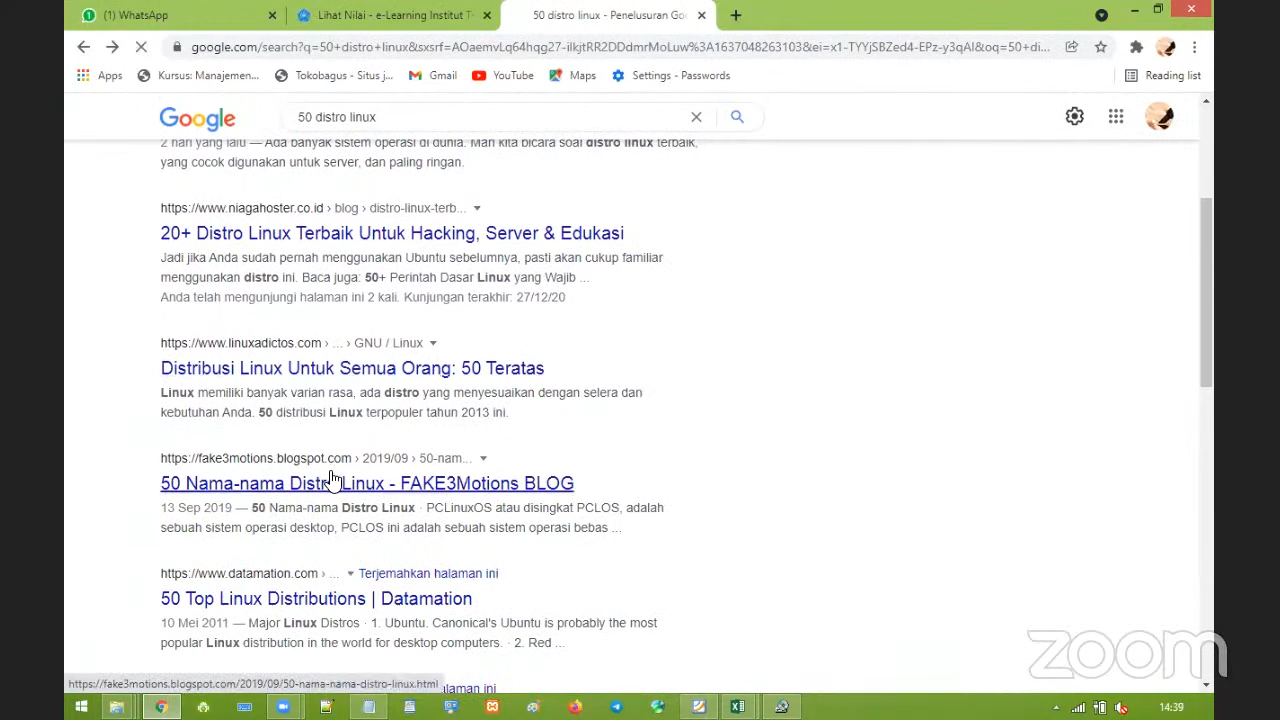 (1) WhatsApp
Lihat Nilai - e-Learning Institut T
50 distro linux - Penelusuran Goo
google.com/search?q=50+distro+linux&sxsrf=AOaemvLq64hqg27-ilkjtRR2DDdmrMoLuw%3A1637048263103&ei=x1-TYYjSBZed4-EPz-y3qAI&oq=50+di...
Apps
Kursus: Manajemen...
Tokobagus - Situs j...
Gmail
YouTube
Maps
Settings - Passwords
Reading list
Google
50 distro linux
2 hari yang lalu — Ada banyak sistem operasi di dunia. Mari kita bicara soal distro linux terbaik,
yang cocok digunakan untuk server, dan paling ringan.
https://www.niagahoster.co.id › blog › distro-linux-terb...
20+ Distro Linux Terbaik Untuk Hacking, Server & Edukasi
Jadi jika Anda sudah pernah menggunakan Ubuntu sebelumnya, pasti akan cukup familiar
menggunakan distro ini. Baca juga: 50+ Perintah Dasar Linux yang Wajib ...
Anda telah mengunjungi halaman ini 2 kali. Kunjungan terakhir: 27/12/20
https://www.linuxadictos.com › ... › GNU / Linux
Distribusi Linux Untuk Semua Orang: 50 Teratas
Linux memiliki banyak varian rasa, ada distro yang menyesuaikan dengan selera dan
kebutuhan Anda. 50 distribusi Linux terpopuler tahun 2013 ini.
https://fake3motions.blogspot.com › 2019/09 › 50-nam...
50 Nama-nama Distro Linux - FAKE3Motions BLOG
13 Sep 2019 — 50 Nama-nama Distro Linux · PCLinuxOS atau disingkat PCLOS, adalah
sebuah sistem operasi desktop, PCLOS ini adalah sebuah sistem operasi bebas ...
https://www.datamation.com › ... Terjemahkan halaman ini
50 Top Linux Distributions | Datamation
10 Mei 2011 — Major Linux Distros · 1. Ubuntu. Canonical's Ubuntu is probably the most
popular Linux distribution in the world for desktop computers. · 2. Red ...
zoom
https://fake3motions.blogspot.com/2019/09/50-nama-nama-distro-linux.html
alaman ini
14:39